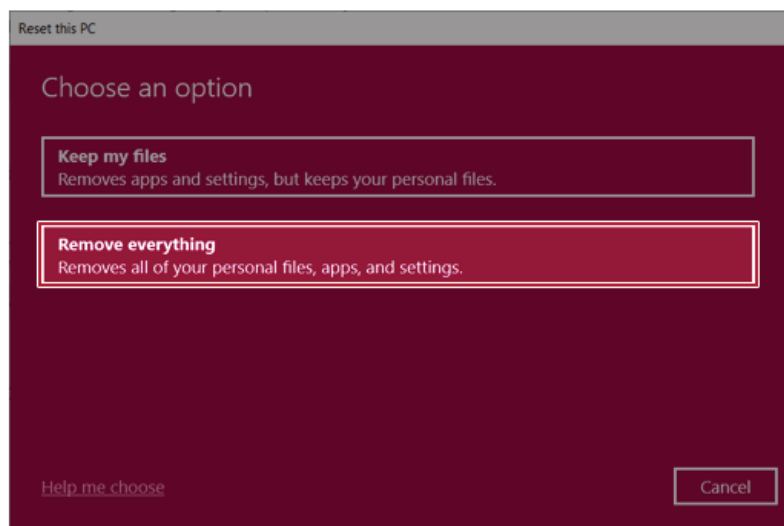 Reset this PC
Choose an option
Keep my files
Removes apps and settings, but keeps your personal files.
Remove everything
Removes all of your personal files, apps, and settings.
Help me choose
Cancel